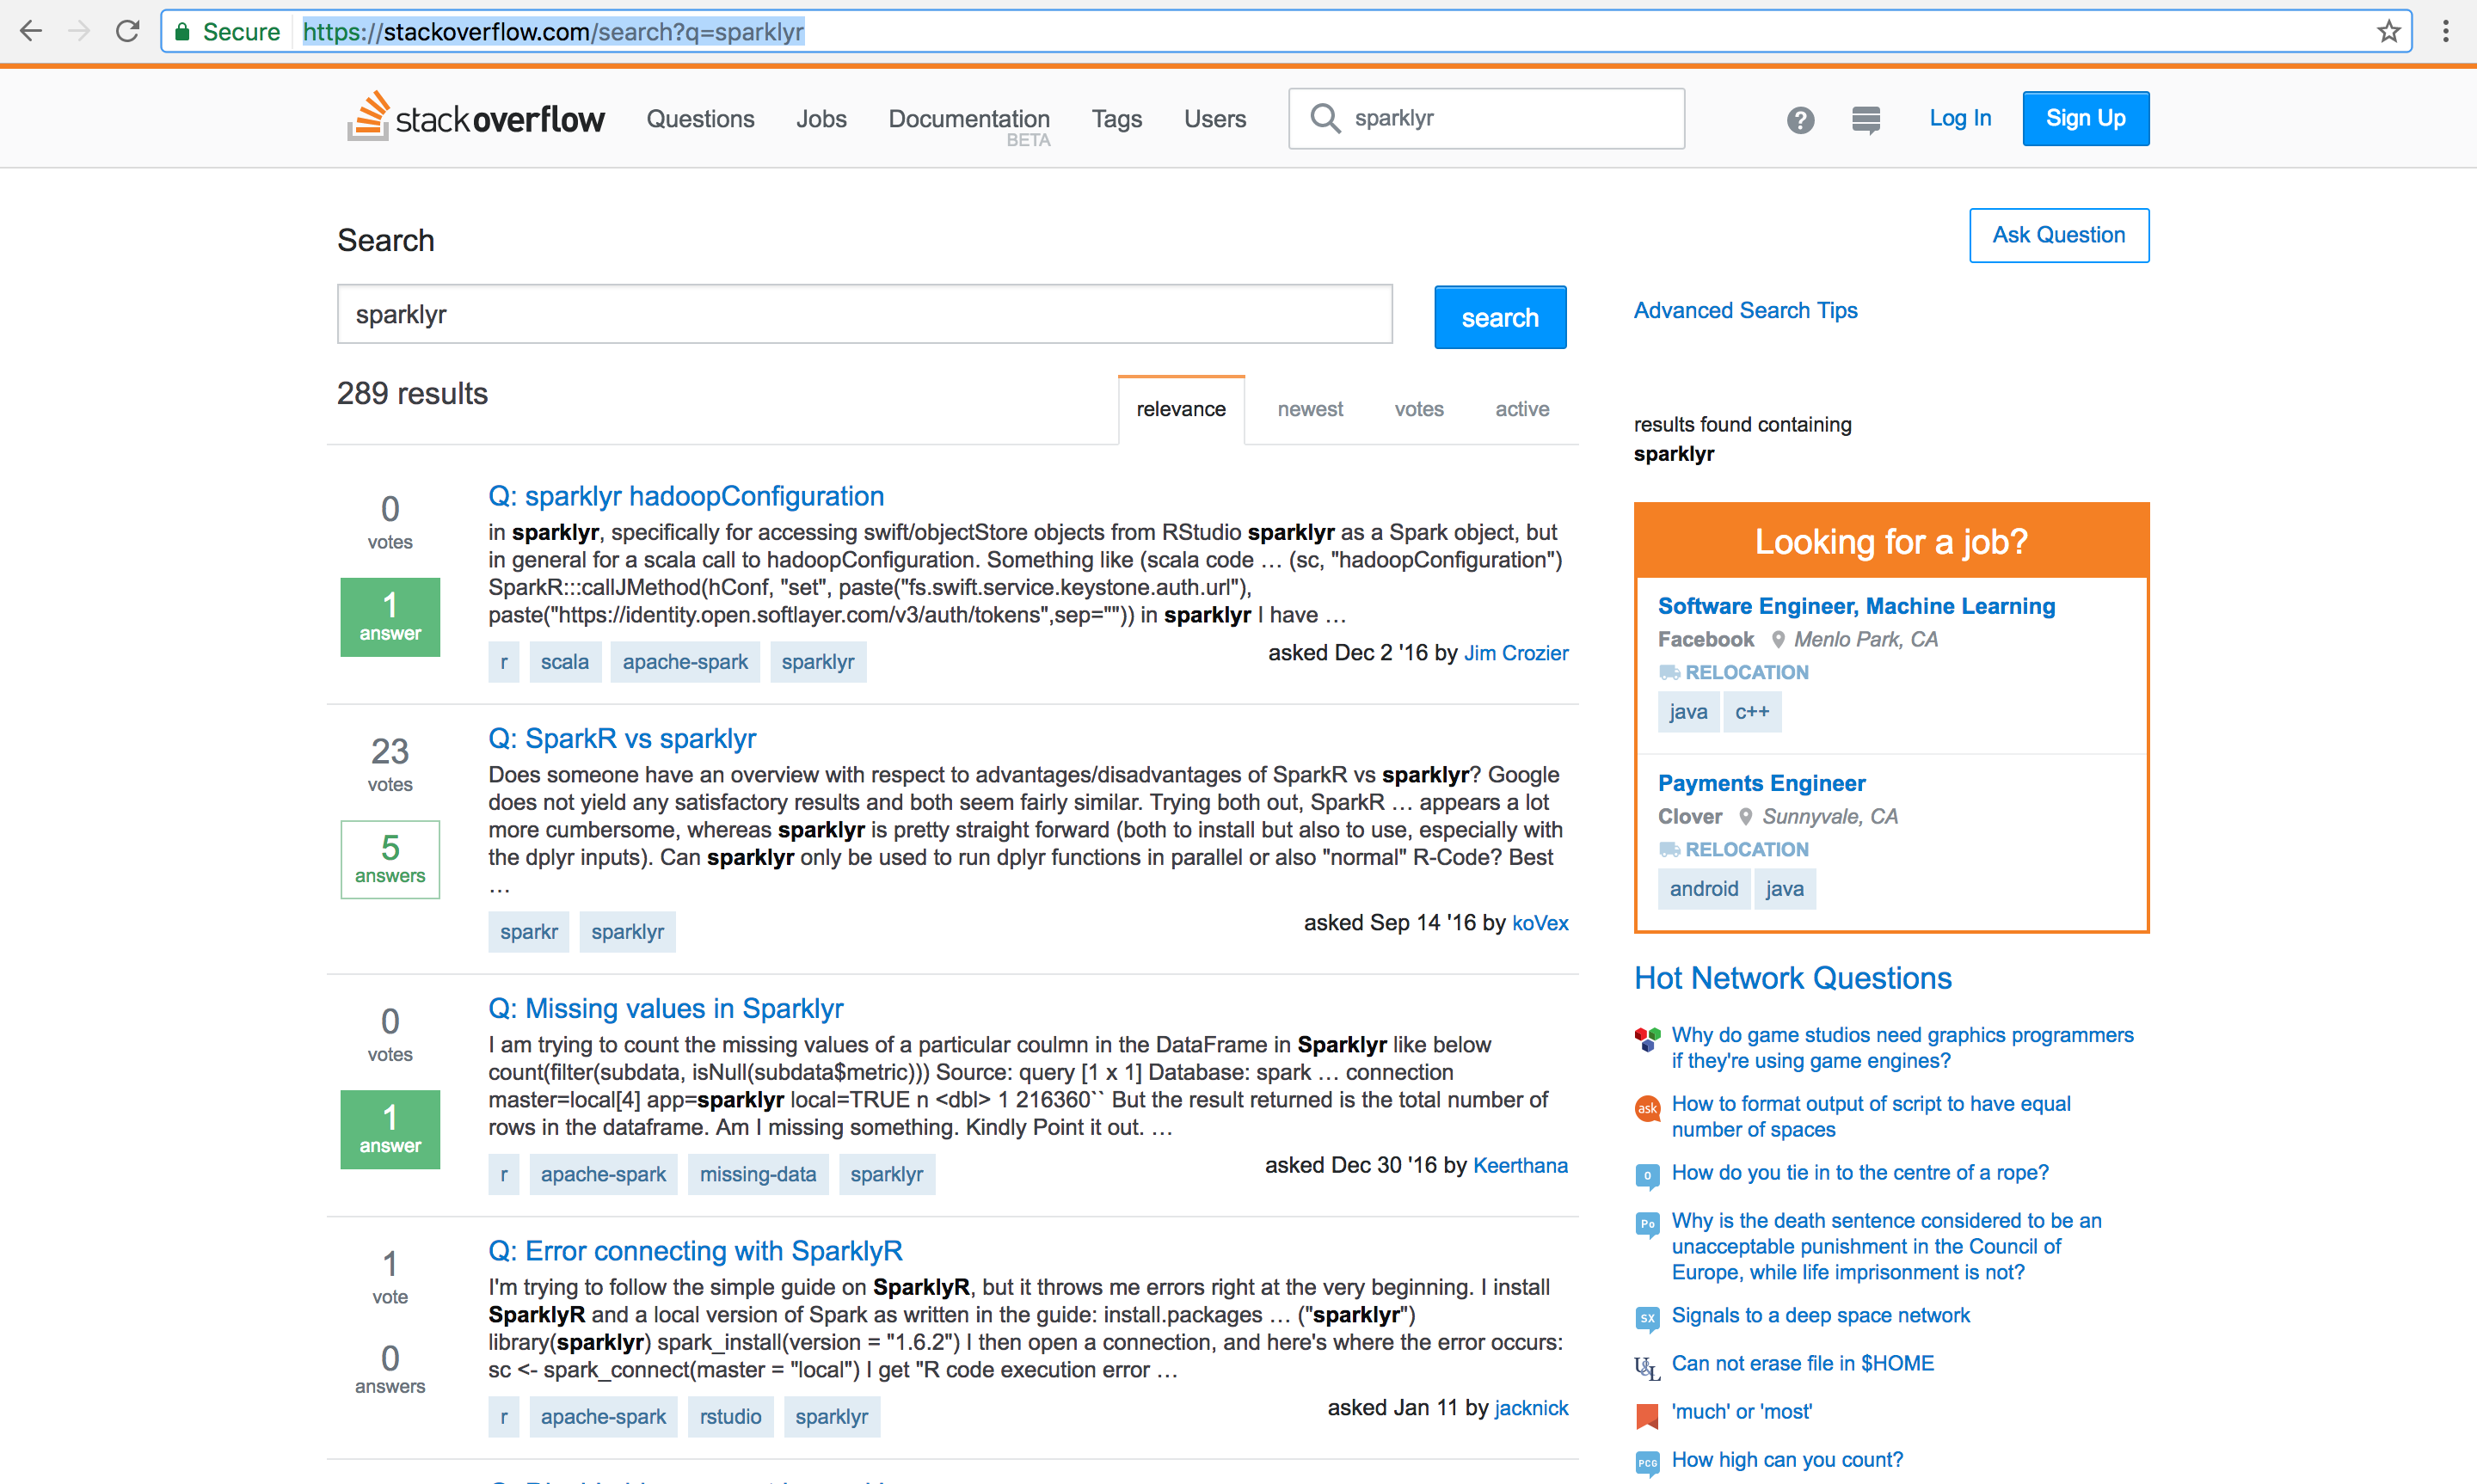 Secure https://stackoverflow.com/search?q=sparklyr
stackoverflow Questions Jobs Documentation BETA Tags Users sparklyr ? Log In Sign Up
Search
Ask Question
sparklyr
search
Advanced Search Tips
289 results
relevance newest votes active
results found containing
sparklyr
0
votes
1
answer
Q: sparklyr hadoopConfiguration
in sparklyr, specifically for accessing swift/objectStore objects from RStudio sparklyr as a Spark object, but
in general for a scala call to hadoopConfiguration. Something like (scala code … (sc, "hadoopConfiguration")
SparkR:::callJMethod(hConf, "set", paste("fs.swift.service.keystone.auth.url"),
paste("https://identity.open.softlayer.com/v3/auth/tokens",sep="")) in sparklyr I have …
r scala apache-spark sparklyr
asked Dec 2 '16 by Jim Crozier
23
votes
5
answers
Q: SparkR vs sparklyr
Does someone have an overview with respect to advantages/disadvantages of SparkR vs sparklyr? Google
does not yield any satisfactory results and both seem fairly similar. Trying both out, SparkR … appears a lot
more cumbersome, whereas sparklyr is pretty straight forward (both to install but also to use, especially with
the dplyr inputs). Can sparklyr only be used to run dplyr functions in parallel or also "normal" R-Code? Best
…
sparkr sparklyr
asked Sep 14 '16 by koVex
0
votes
1
answer
Q: Missing values in Sparklyr
I am trying to count the missing values of a particular coulmn in the DataFrame in Sparklyr like below
count(filter(subdata, isNull(subdata$metric))) Source: query [1 x 1] Database: spark … connection
master=local[4] app=sparklyr local=TRUE n <dbl> 1 216360`` But the result returned is the total number of
rows in the dataframe. Am I missing something. Kindly Point it out. …
r apache-spark missing-data sparklyr
asked Dec 30 '16 by Keerthana
1
vote
0
answers
Q: Error connecting with SparklyR
I'm trying to follow the simple guide on SparklyR, but it throws me errors right at the very beginning. I install
SparklyR and a local version of Spark as written in the guide: install.packages … ("sparklyr")
library(sparklyr) spark_install(version = "1.6.2") I then open a connection, and here's where the error occurs:
sc <- spark_connect(master = "local") I get "R code execution error …
r apache-spark rstudio sparklyr
asked Jan 11 by jacknick
Looking for a job?
Software Engineer, Machine Learning
Facebook Menlo Park, CA
RELOCATION
java c++
Payments Engineer
Clover Sunnyvale, CA
RELOCATION
android java
Hot Network Questions
Why do game studios need graphics programmers
if they're using game engines?
ask How to format output of script to have equal
number of spaces
O How do you tie in to the centre of a rope?
Po Why is the death sentence considered to be an
unacceptable punishment in the Council of
Europe, while life imprisonment is not?
SX Signals to a deep space network
U&L Can not erase file in $HOME
'much' or 'most'
PCG How high can you count?